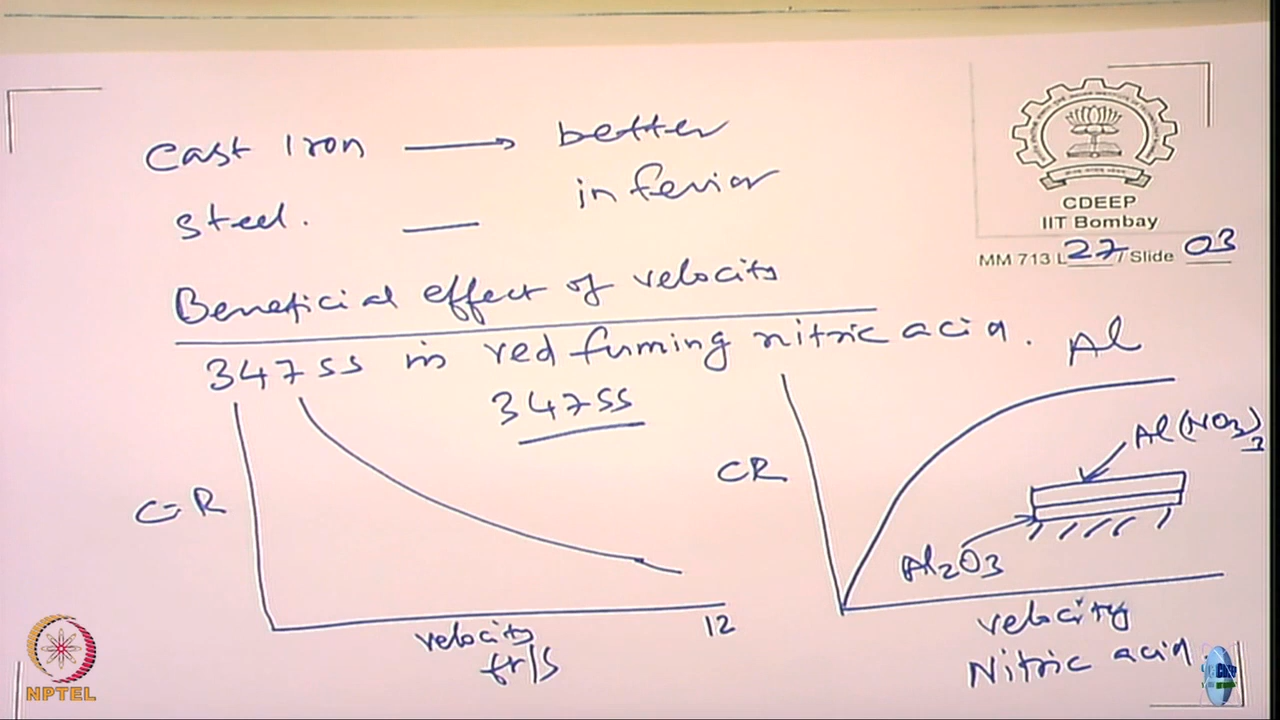 Cast Iron → better
Steel. — inferior
CDEEP
IIT Bombay
MM 713 L 27 / Slide 03
Beneficial effect of velocity
347 SS in red fuming nitric acid.
347 SS
CR
velocity
ft/s
12
Al
CR
Al(NO3)3
Al2O3
velocity
Nitric acid.
NPTEL